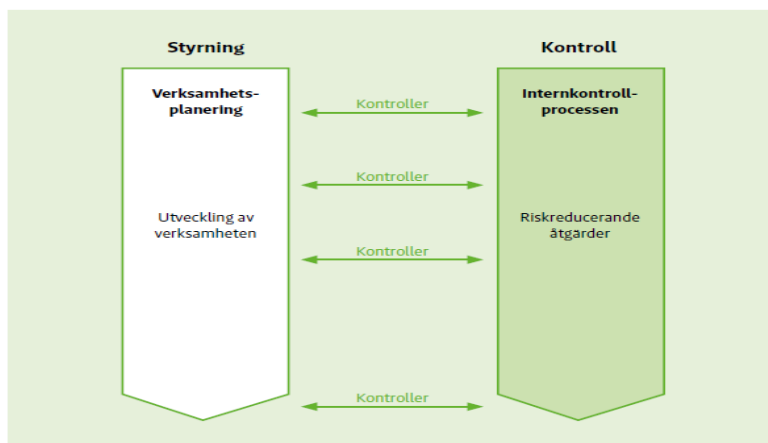 Styrning
Kontroll
Verksamhets-
planering
Kontroller
Internkontroll-
processen
Kontroller
Utveckling av
verksamheten
Riskreducerande
åtgärder
Kontroller
Kontroller